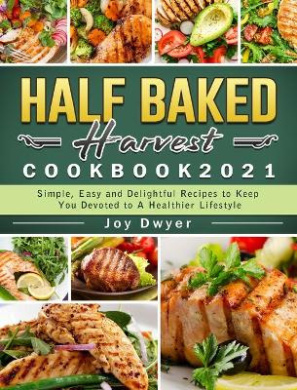 HALF BAKED
Harvest
COOKBOOK2021
Simple, Easy and Delightful Recipes to Keep
You Devoted to A Healthier Lifestyle
Joy Dwyer